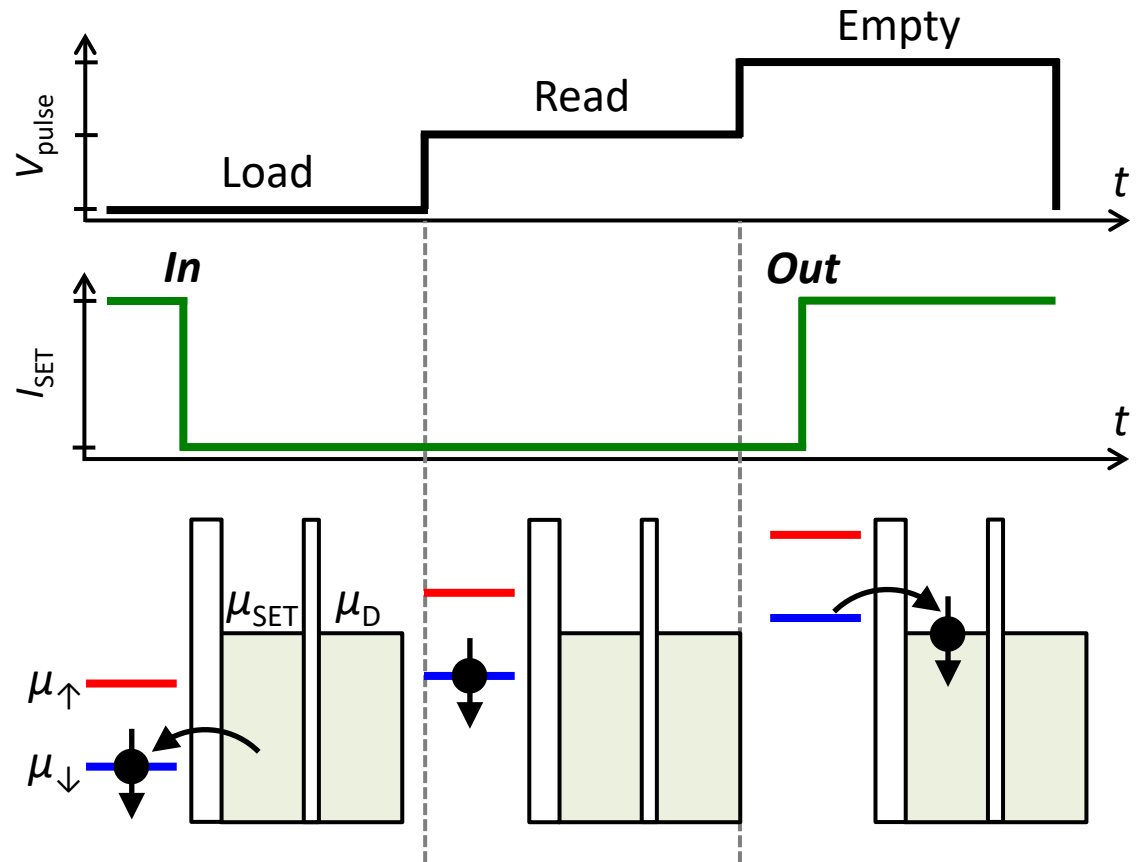 Empty
Read
Load
V_pulse
t
In
Out
I_SET
t
μ_SET μ_D
μ_↑
μ_↓